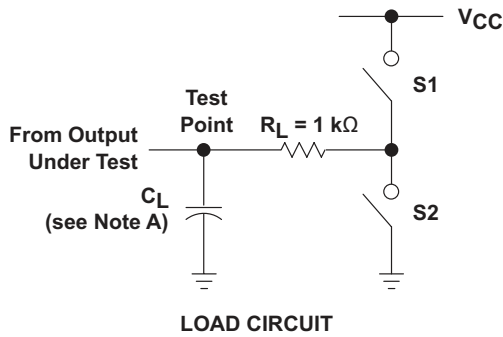 VCC
S1
Test
Point
RL = 1 kΩ
From Output
Under Test
CL
(see Note A)
S2
LOAD CIRCUIT